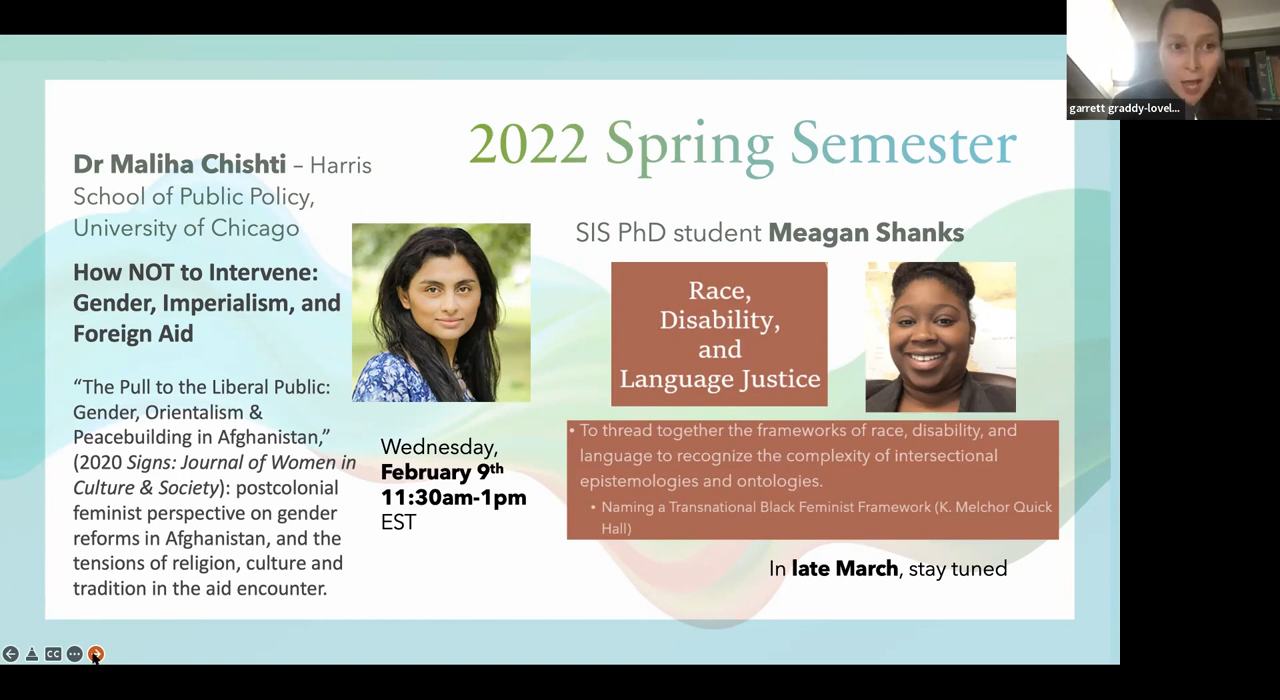 garrett graddy-lovel...
2022 Spring Semester
Dr Maliha Chishti – Harris
School of Public Policy,
University of Chicago
How NOT to Intervene:
Gender, Imperialism, and
Foreign Aid
“The Pull to the Liberal Public:
Gender, Orientalism &
Peacebuilding in Afghanistan,”
(2020 Signs: Journal of Women in
Culture & Society): postcolonial
feminist perspective on gender
reforms in Afghanistan, and the
tensions of religion, culture and
tradition in the aid encounter.
Wednesday,
February 9th
11:30am-1pm
EST
SIS PhD student Meagan Shanks
Race,
Disability,
and
Language Justice
• To thread together the frameworks of race, disability, and
language to recognize the complexity of intersectional
epistemologies and ontologies.
• Naming a Transnational Black Feminist Framework (K. Melchor Quick
Hall)
In late March, stay tuned
CC